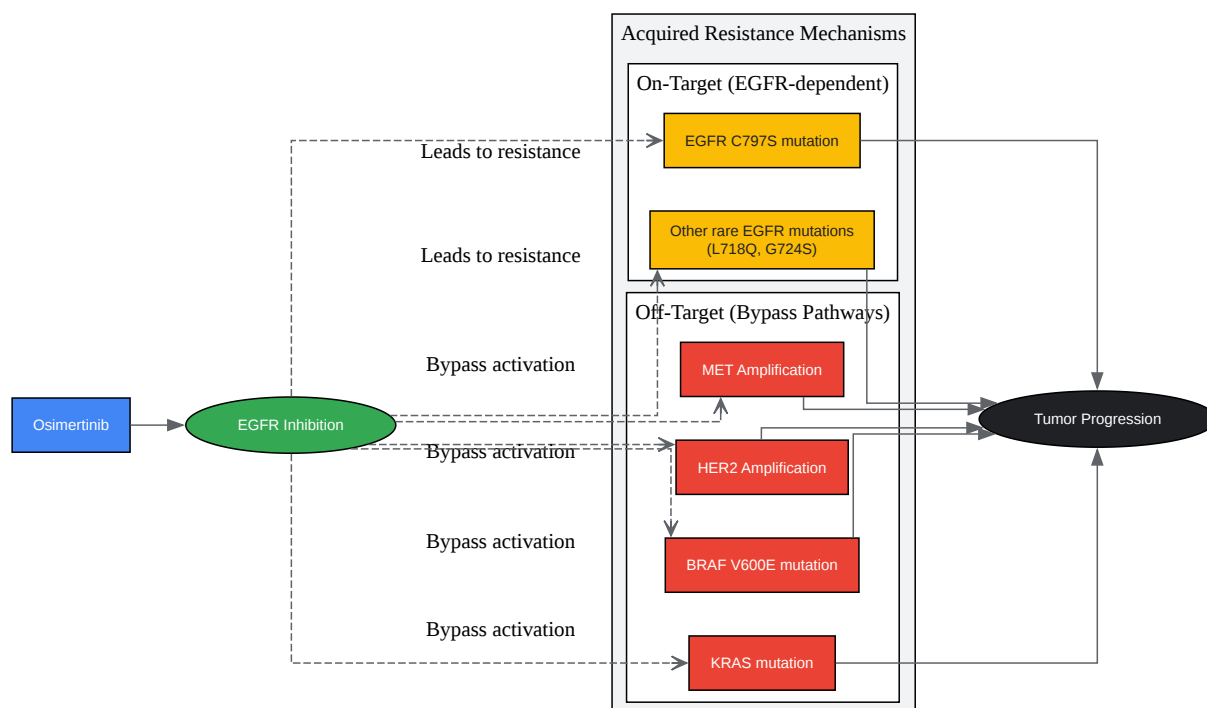 Acquired Resistance Mechanisms
On-Target (EGFR-dependent)
EGFR C797S mutation
Leads to resistance
Other rare EGFR mutations
(L718Q, G724S)
Leads to resistance
Off-Target (Bypass Pathways)
Bypass activation
MET Amplification
Osimertinib
EGFR Inhibition
Tumor Progression
Bypass activation
HER2 Amplification
Bypass activation
BRAF V600E mutation
Bypass activation
KRAS mutation